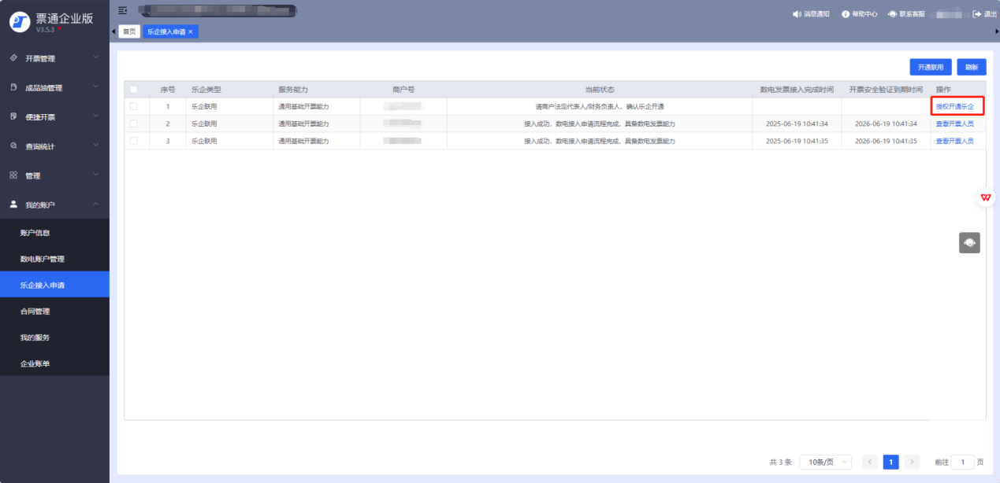 票通企业版
V3.5.3
消息通知 帮助中心 联系客服 退出
首页 乐企接入申请 ×
开票管理
成品油管理
便捷开票
查询统计
管理
我的账户
账户信息
数电账户管理
乐企接入申请
合同管理
我的服务
企业账单
开通联用 刷新
序号 乐企类型 服务能力 商户号 当前状态 数电发票接入完成时间 开票安全验证到期时间 操作
1 乐企联用 通用基础开票能力 请商户法定代表人/财务负责人，确认乐企开通 授权开通乐企
2 乐企联用 通用基础开票能力 接入成功，数电接入申请流程完成，具备数电发票能力 2025-06-19 10:41:34 2026-06-19 10:41:34 查看开票人员
3 乐企联用 通用基础开票能力 接入成功，数电接入申请流程完成，具备数电发票能力 2025-06-19 10:41:35 2026-06-19 10:41:35 查看开票人员
共 3 条 10条/页 < 1 > 前往 1 页